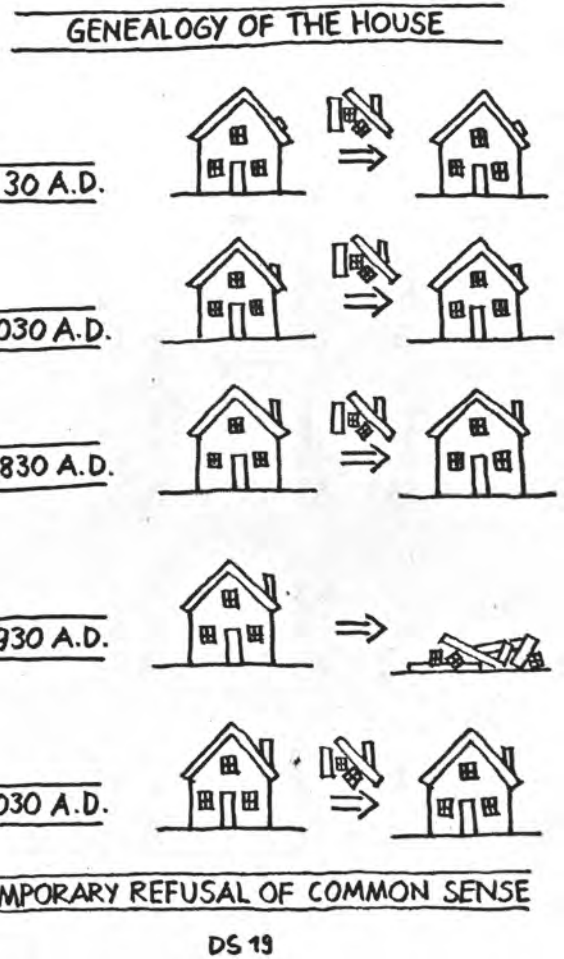 GENEALOGY OF THE HOUSE
30 A.D.
030 A.D.
830 A.D.
930 A.D.
030 A.D.
MPORARY REFUSAL OF COMMON SENSE
DS 19